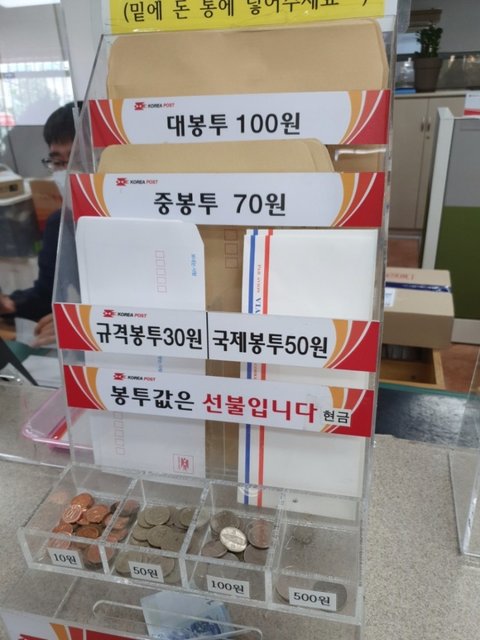 (밑에 돈 통에 넣어주세요
KOREA POST
대봉투 100원
KOREA POST
중봉투 70원
PAR AVION
VIA
KOREA POST
규격봉투30원 국제봉투50원
KOREA POST
봉투값은 선불입니다 현금
10원 50원 100원 500원